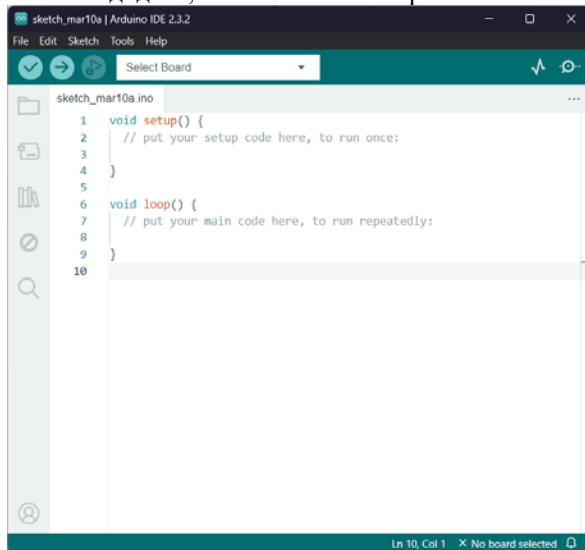 sketch_mar10a | Arduino IDE 2.3.2
File Edit Sketch Tools Help
Select Board
sketch_mar10a.ino
1 void setup() {
2 // put your setup code here, to run once:
3
4 }
5
6 void loop() {
7 // put your main code here, to run repeatedly:
8
9 }
10
Ln 10, Col 1 × No board selected